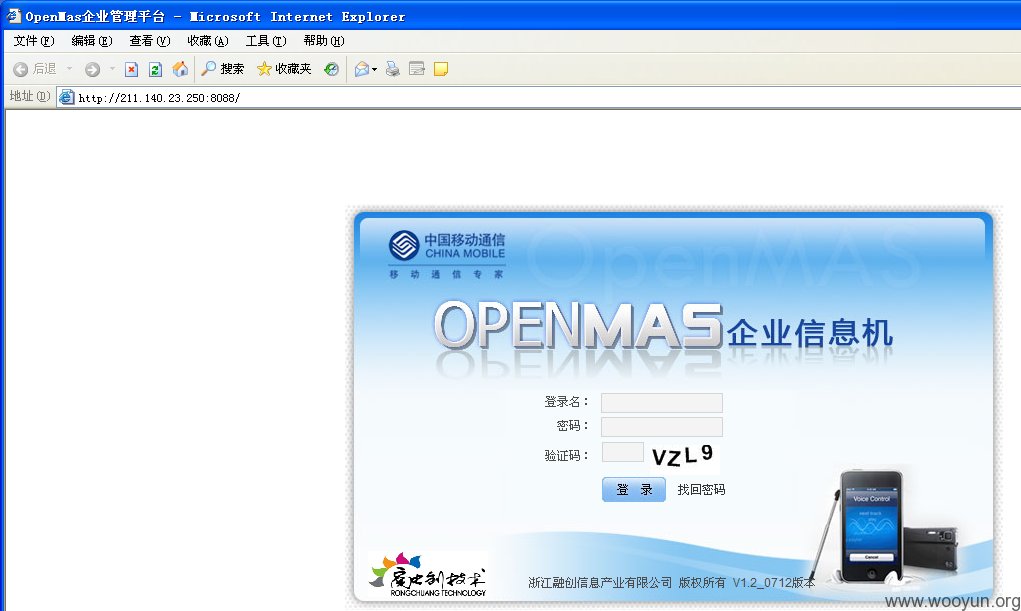 OpenMas企业管理平台 - Microsoft Internet Explorer
文件(F) 编辑(E) 查看(V) 收藏(A) 工具(T) 帮助(H)
后退 搜索 收藏夹
地址(D) http://211.140.23.250:8088/
OpenMAS
中国移动通信
CHINA MOBILE
移动通信专家
OPENMAS企业信息机
登录名：
密码：
验证码： VZL9
登 录 找回密码
Voice Control
Cancel
融创技术
RONGCHUANG TECHNOLOGY
浙江融创信息产业有限公司 版权所有 V1.2_0712版本
www.wooyun.org